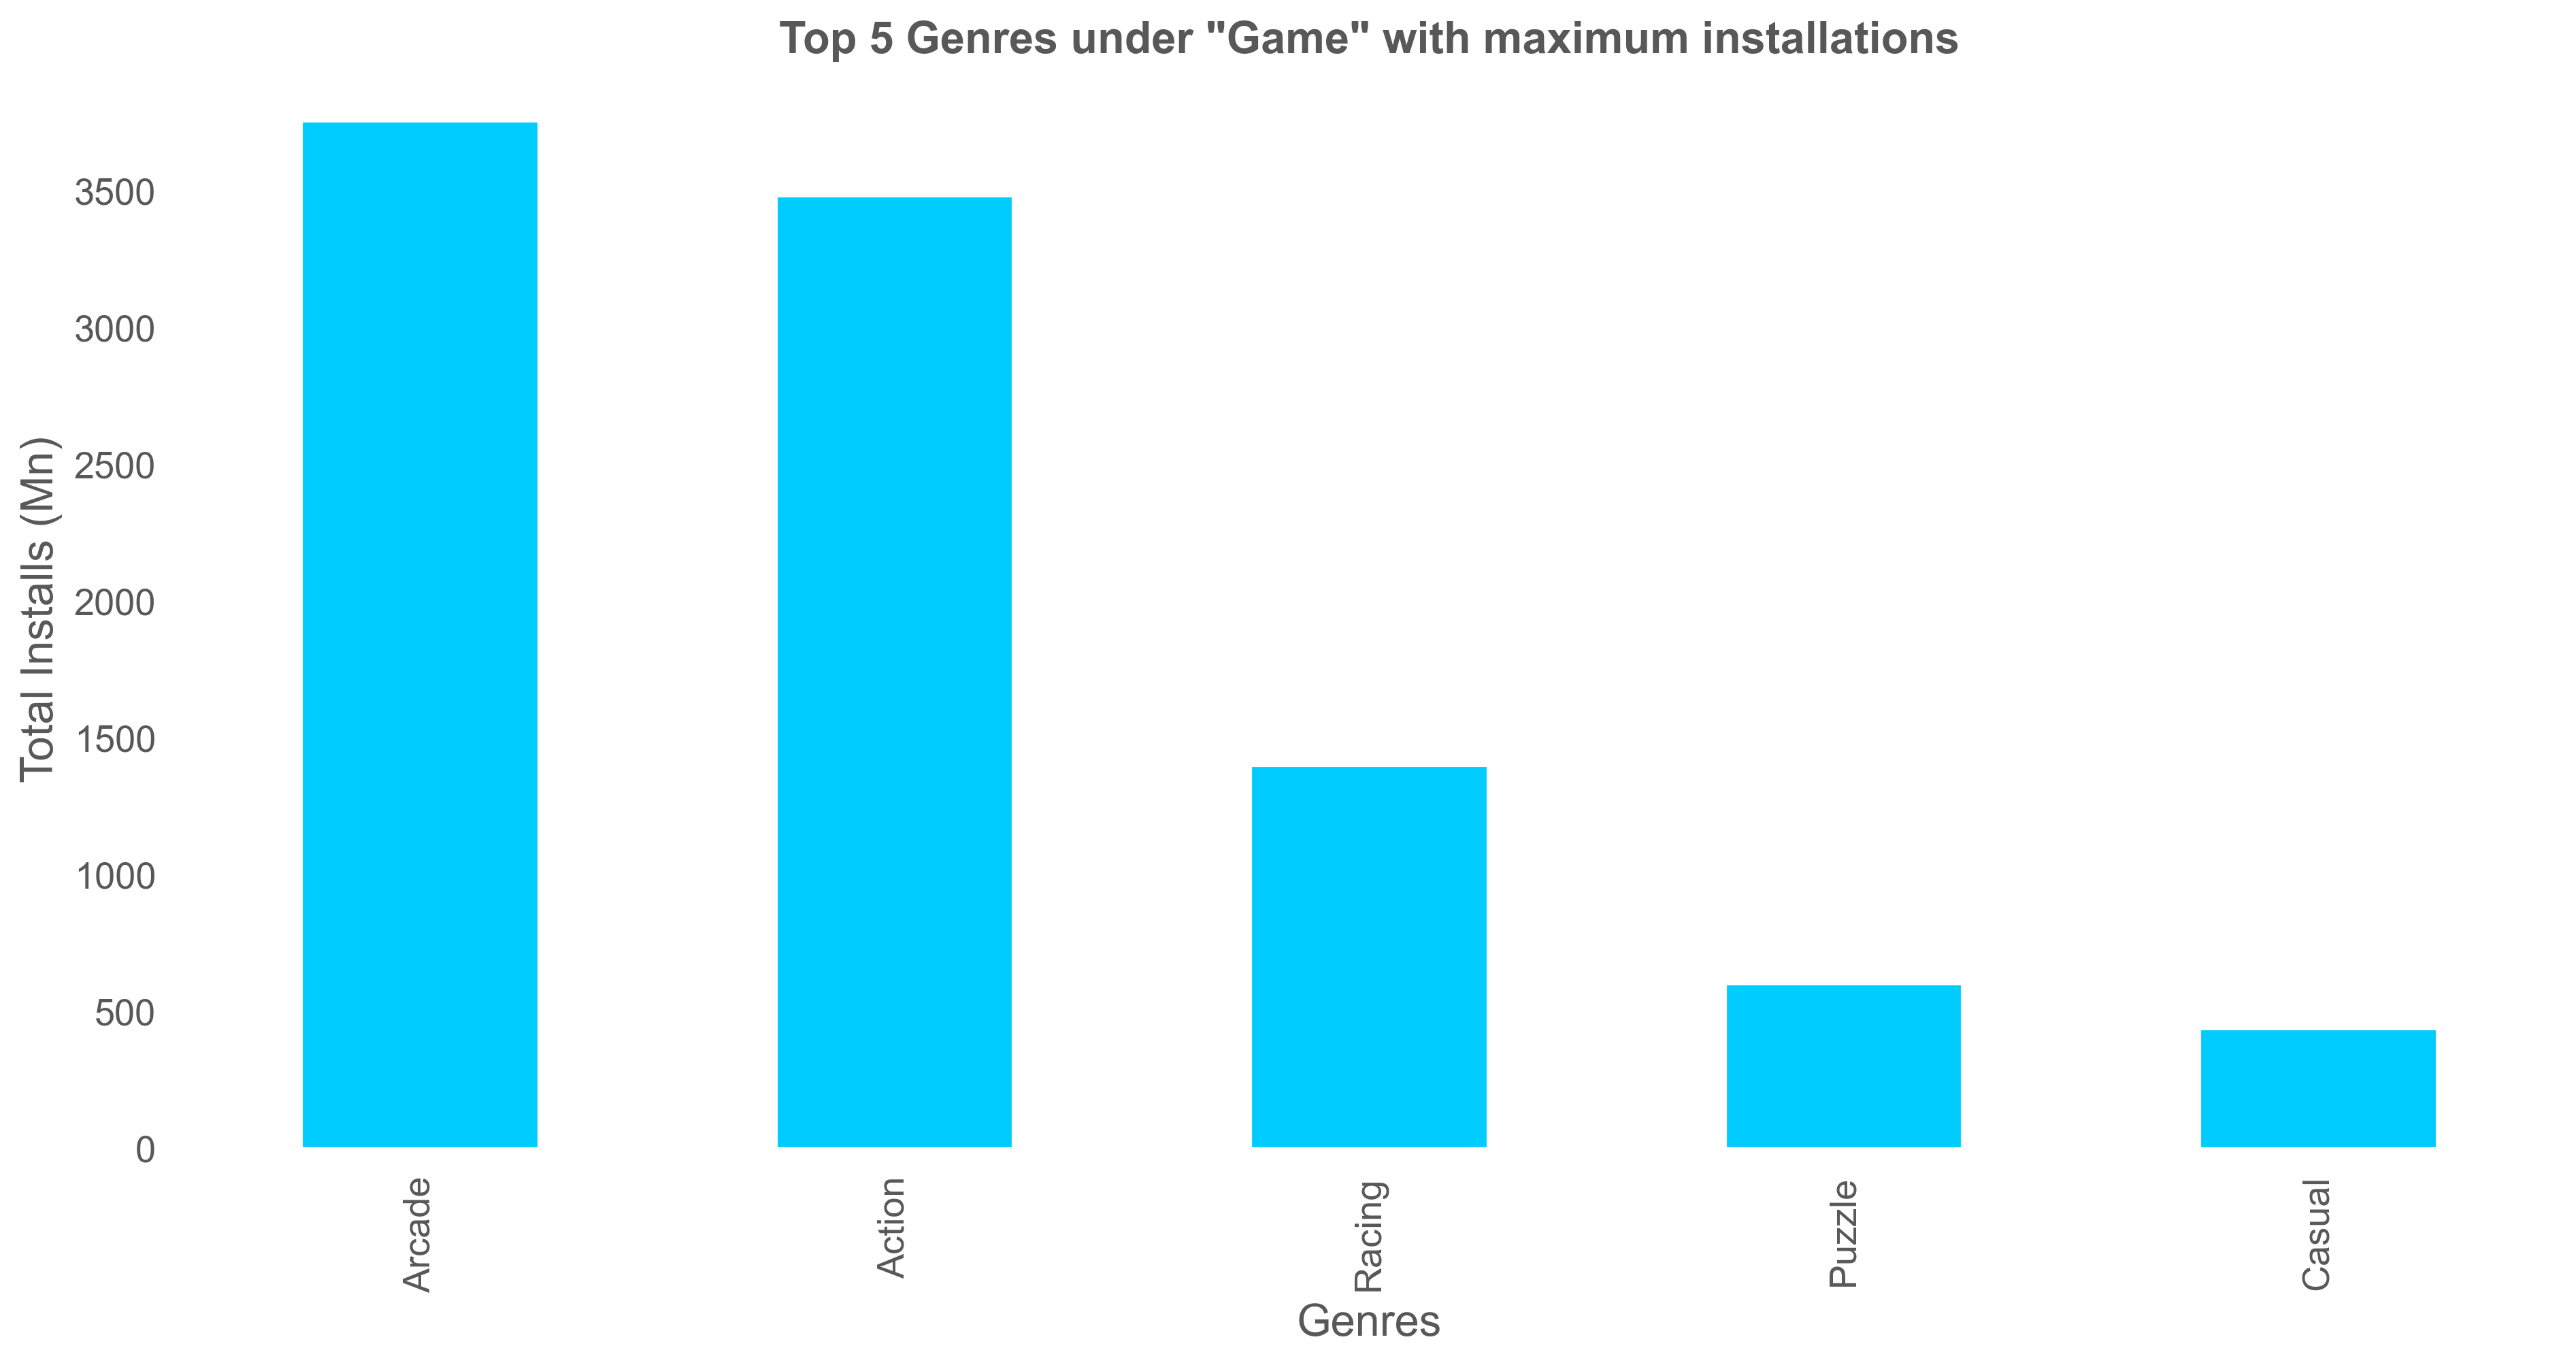 Top 5 Genres under "Game" with maximum installations
Total Installs (Mn)
3500
3000
2500
2000
1500
1000
500
0
Arcade
Action
Racing
Puzzle
Casual
Genres